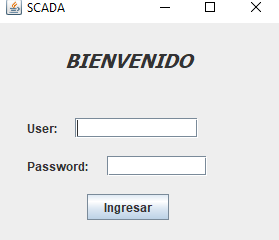 SCADA
BIENVENIDO
User:
Password:
Ingresar